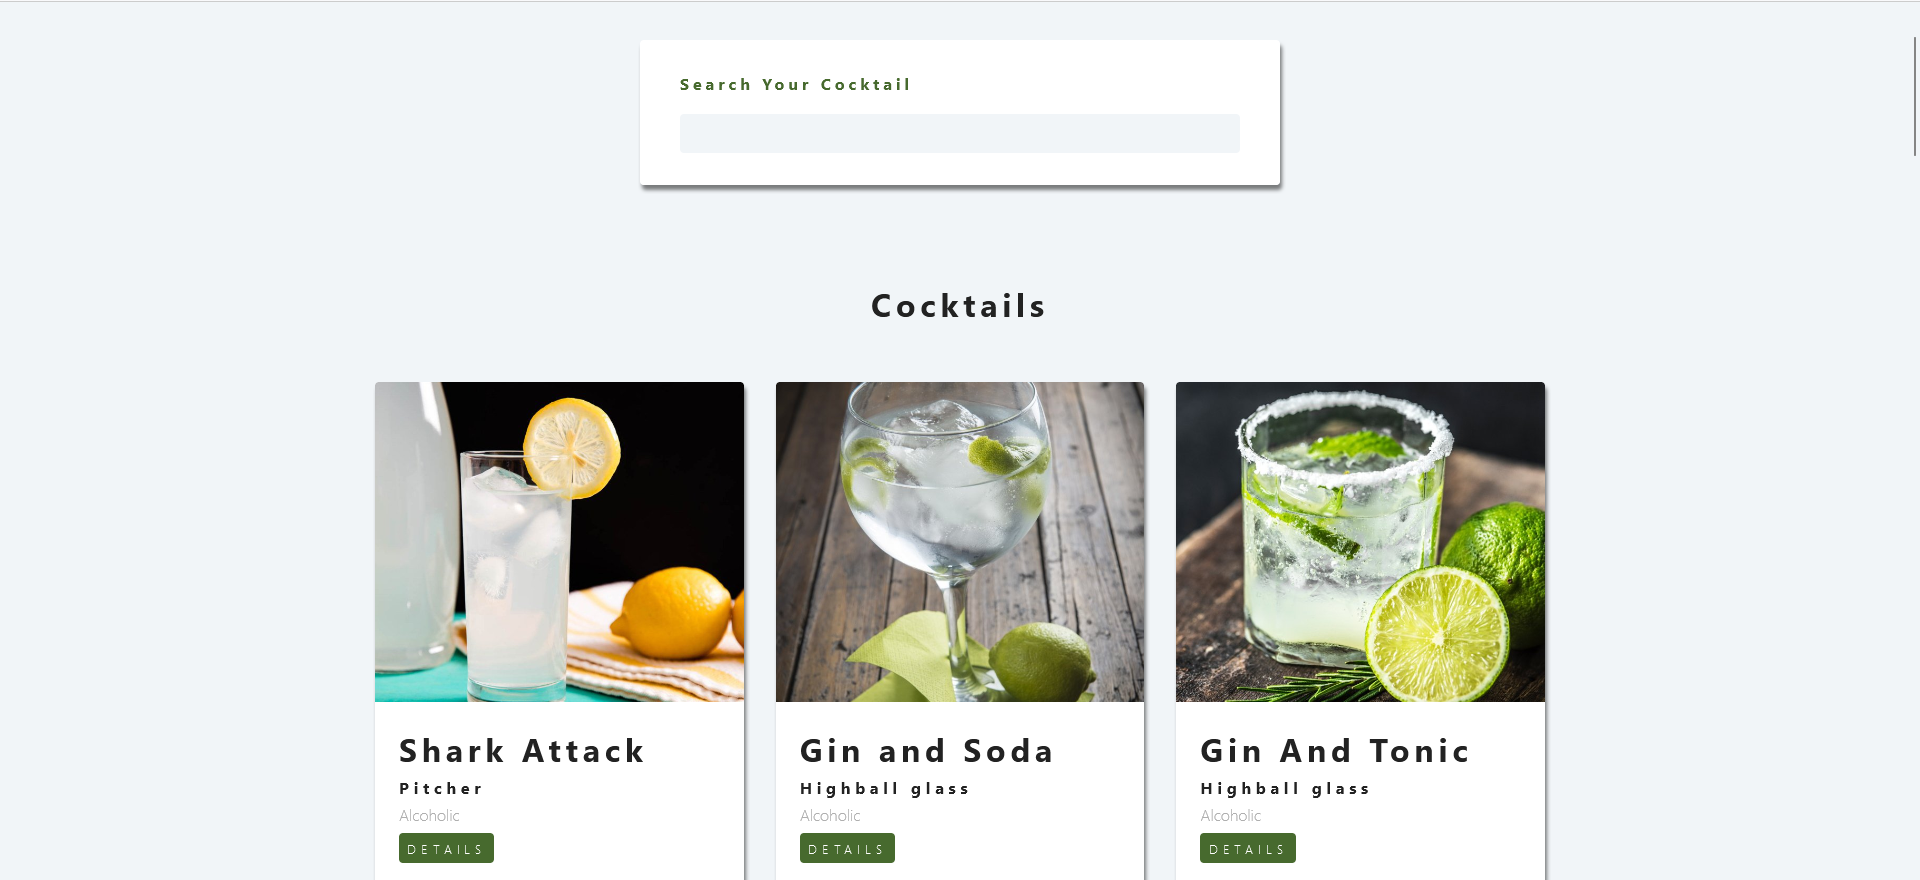 Search Your Cocktail
Cocktails
Shark Attack
Pitcher
Alcoholic
DETAILS
Gin and Soda
Highball glass
Alcoholic
DETAILS
Gin And Tonic
Highball glass
Alcoholic
DETAILS